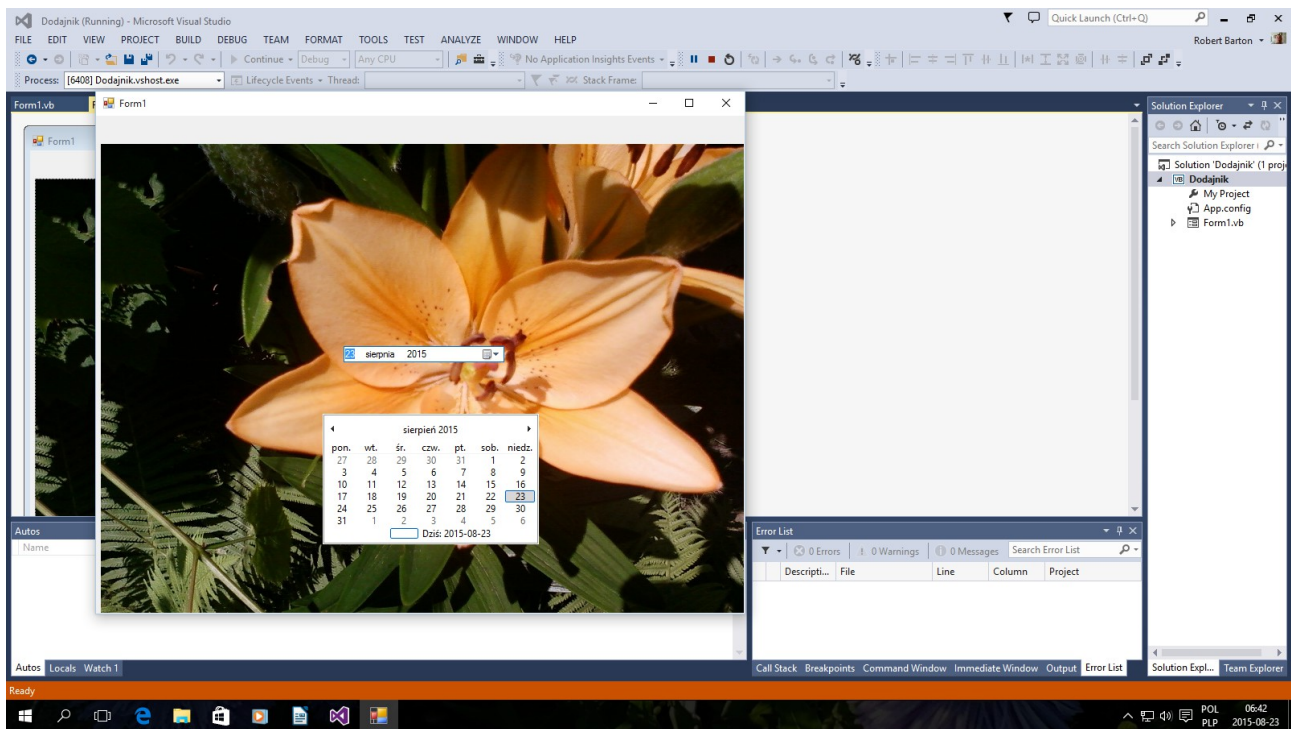 Dodajnik (Running) - Microsoft Visual Studio
Quick Launch (Ctrl+Q)
FILE EDIT VIEW PROJECT BUILD DEBUG TEAM FORMAT TOOLS TEST ANALYZE WINDOW HELP
Robert Barton
Continue Debug Any CPU No Application Insights Events
Process: [6408] Dodajnik.vshost.exe Lifecycle Events Thread: Stack Frame:
Form1.vb
Form1
Form1
23 sierpnia 2015
sierpień 2015
pon. wt. śr. czw. pt. sob. niedz.
27 28 29 30 31 1 2
3 4 5 6 7 8 9
10 11 12 13 14 15 16
17 18 19 20 21 22 23
24 25 26 27 28 29 30
31 1 2 3 4 5 6
Dziś: 2015-08-23
Solution Explorer
Search Solution Explorer (
Solution 'Dodajnik' (1 proje
VB Dodajnik
My Project
App.config
Form1.vb
Autos
Name
Autos Locals Watch 1
Error List
0 Errors 0 Warnings 0 Messages Search Error List
Descripti... File Line Column Project
Call Stack Breakpoints Command Window Immediate Window Output Error List
Solution Expl... Team Explorer
Ready
POL 06:42
PLP 2015-08-23